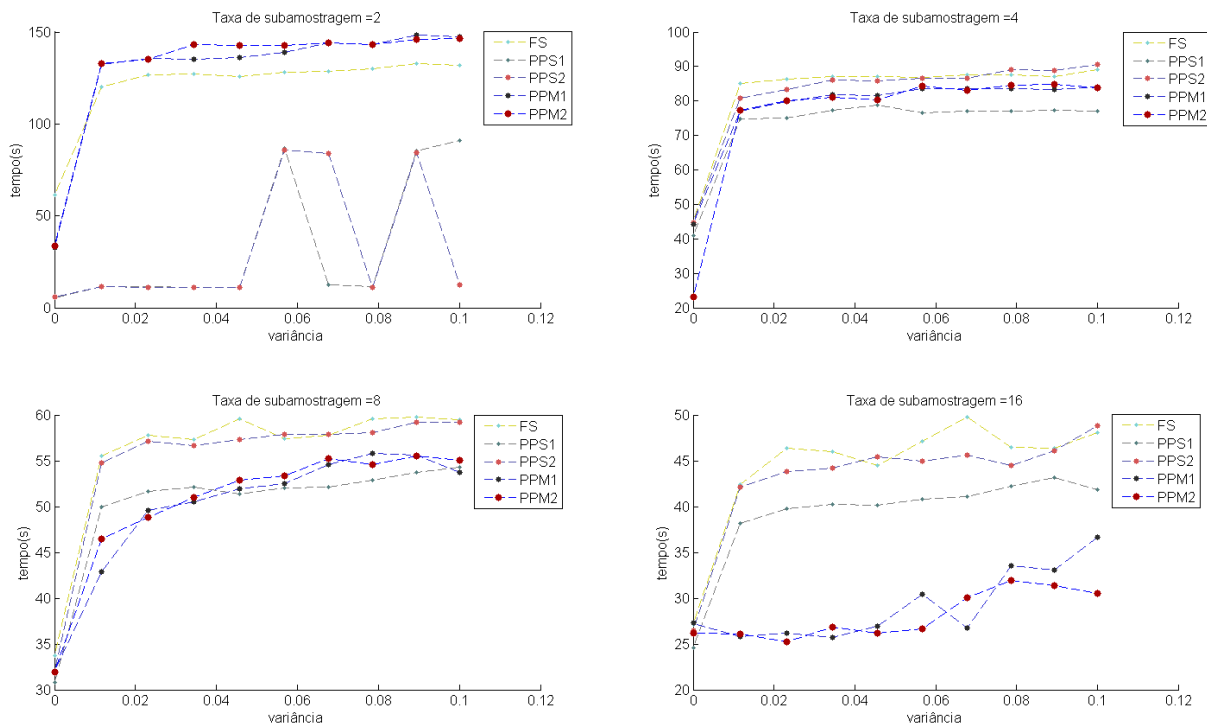 Taxa de subamostragem =2
150
100
50
0
tempo(s)
0
0.02
0.04
0.06
0.08
0.1
0.12
variância
FS
PPS1
PPS2
PPM1
PPM2
Taxa de subamostragem =4
100
90
80
70
60
50
40
30
20
tempo(s)
0
0.02
0.04
0.06
0.08
0.1
0.12
variância
FS
PPS1
PPS2
PPM1
PPM2
Taxa de subamostragem =8
60
55
50
45
40
35
30
tempo(s)
0
0.02
0.04
0.06
0.08
0.1
0.12
variância
FS
PPS1
PPS2
PPM1
PPM2
Taxa de subamostragem =16
50
45
40
35
30
25
20
tempo(s)
0
0.02
0.04
0.06
0.08
0.1
0.12
variância
FS
PPS1
PPS2
PPM1
PPM2